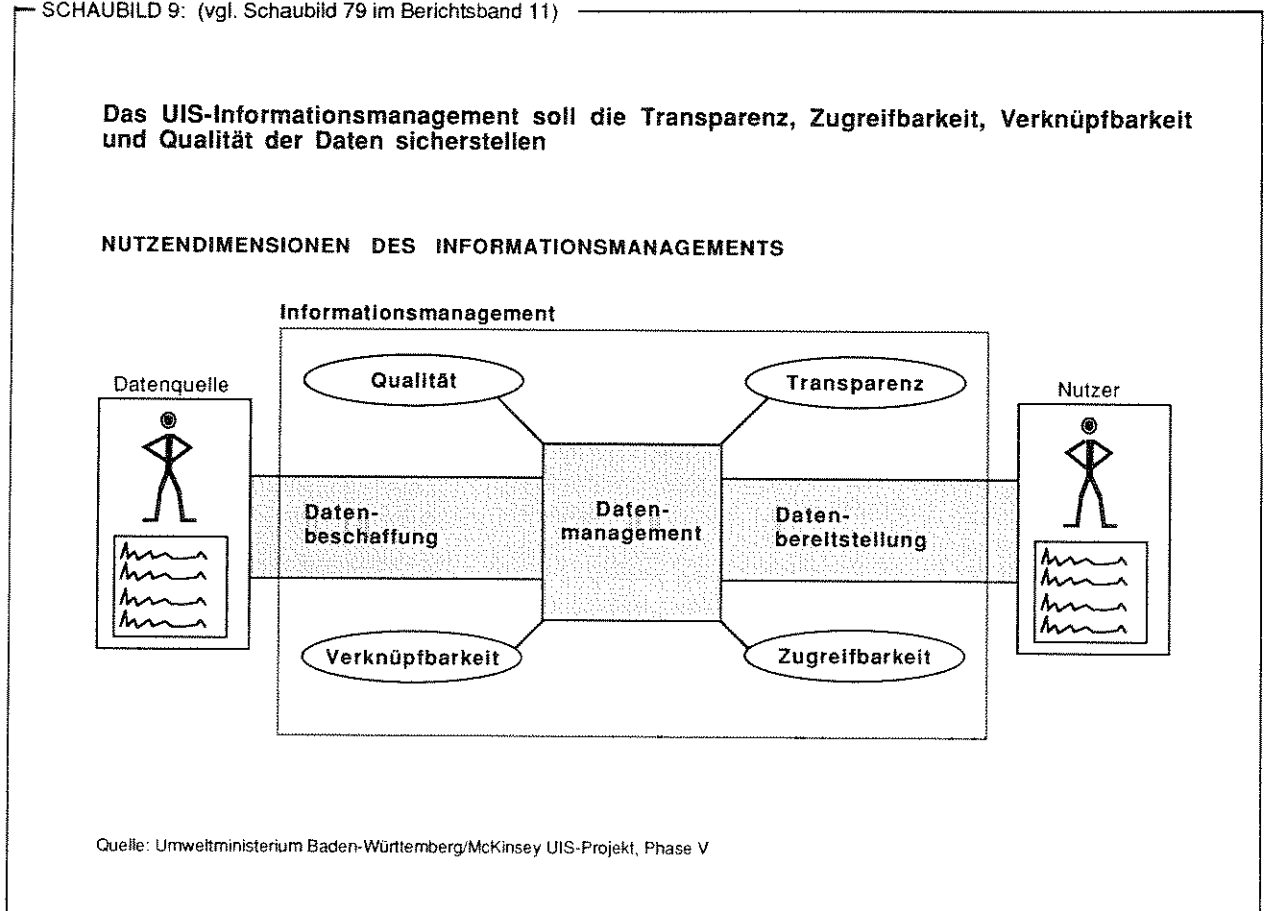 SCHAUBILD 9: (vgl. Schaubild 79 im Berichtsband 11)
Das UIS-Informationsmanagement soll die Transparenz, Zugreifbarkeit, Verknüpfbarkeit
und Qualität der Daten sicherstellen
NUTZENDIMENSIONEN DES INFORMATIONSMANAGEMENTS
Informationsmanagement
Datenquelle
Qualität
Transparenz
Nutzer
Daten-
beschaffung
Daten-
management
Daten-
bereitstellung
Verknüpfbarkeit
Zugreifbarkeit
Quelle: Umweltministerium Baden-Württemberg/McKinsey UIS-Projekt, Phase V